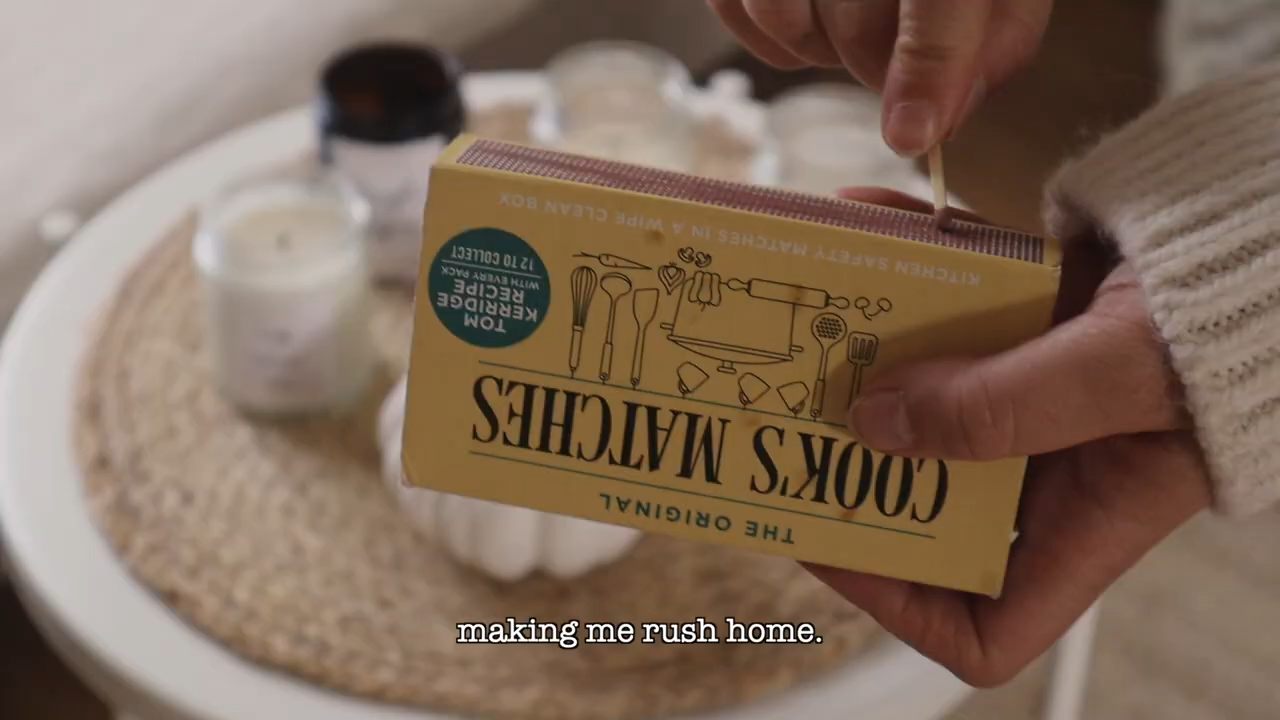 THE ORIGINAL
COOK'S MATCHES
TOM
KERRIDGE
RECIPE
WITH EVERY PACK
12 TO COLLECT
KITCHEN SAFETY MATCHES IN A WIPE CLEAN BOX
making me rush home.